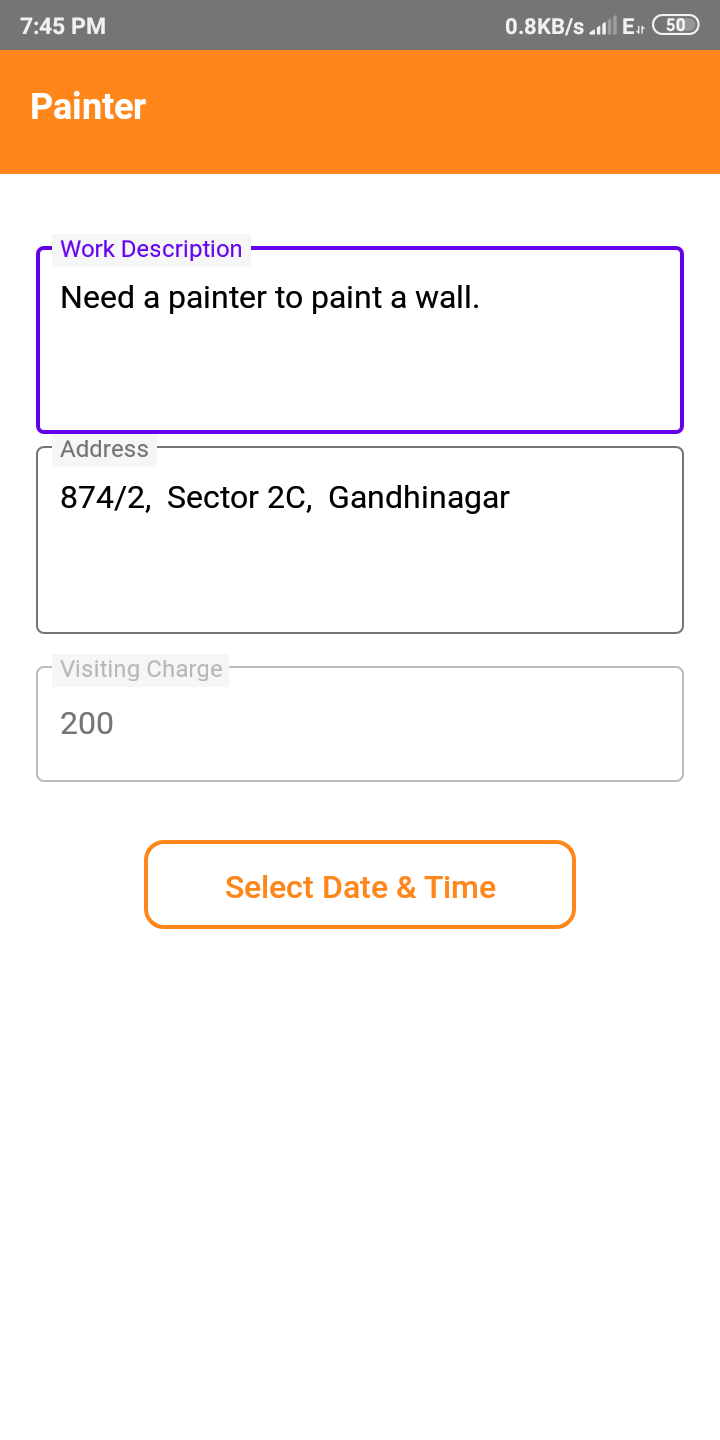 7:45 PM 0.8KB/s E 50
Painter
Work Description
Need a painter to paint a wall.
Address
874/2,  Sector 2C,  Gandhinagar
Visiting Charge
200
Select Date & Time